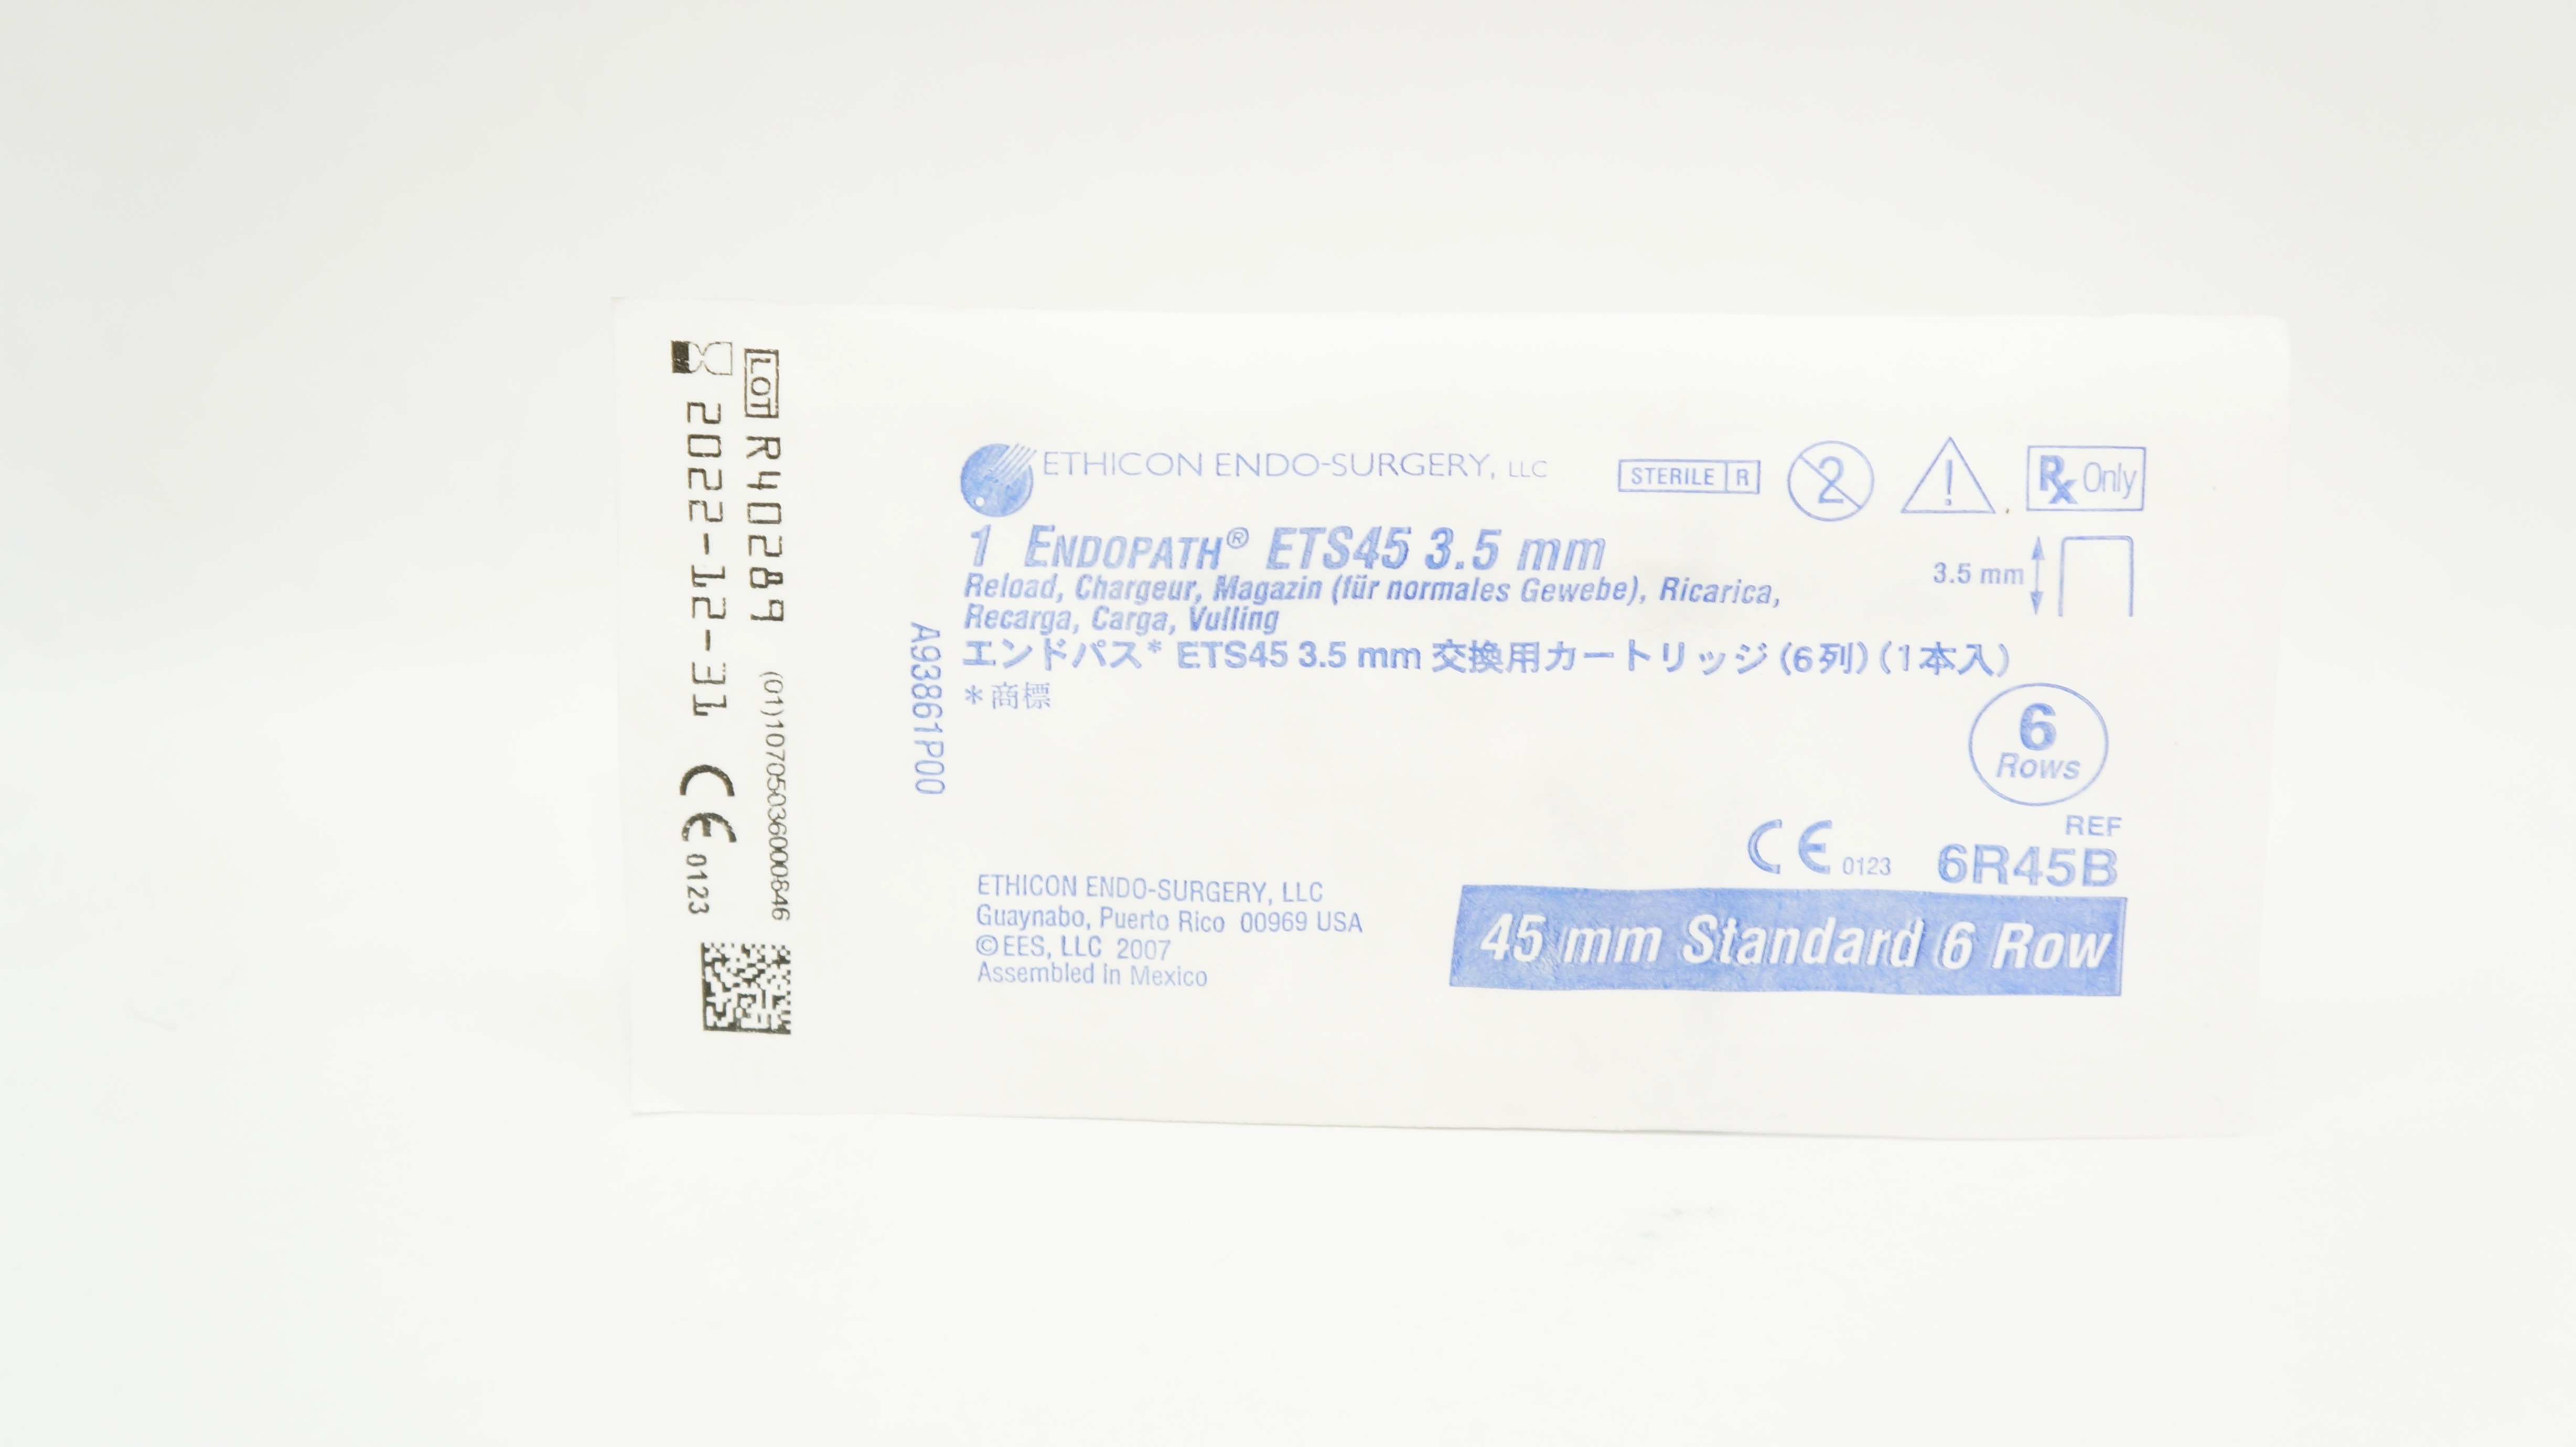 LOT R40289 (01)10705036000846
2022-12-31 CE 0123
A93861P00
ETHICON ENDO-SURGERY, LLC
STERILE R
2
!
Rx Only
1 ENDOPATH® ETS45 3.5 mm
Reload, Chargeur, Magazin (für normales Gewebe), Ricarica,
Recarga, Carga, Vulling
エンドパス* ETS45 3.5 mm 交換用カートリッジ (6列) (1本入)
*商標
3.5 mm
6
Rows
REF
CE 0123 6R45B
45 mm Standard 6 Row
ETHICON ENDO-SURGERY, LLC
Guaynabo, Puerto Rico 00969 USA
©EES, LLC 2007
Assembled in Mexico